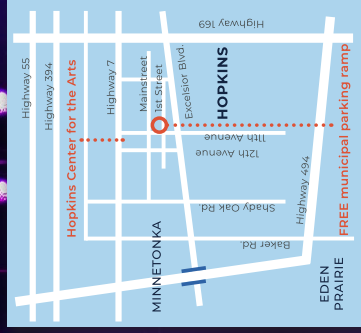 Highway 169
Highway 55
Highway 394
Hopkins Center for the Arts
Highway 7
Mainstreet
1st Street
Excelsior Blvd.
HOPKINS
FREE municipal parking ramp
11th Avenue
12th Avenue
Highway 494
Shady Oak Rd.
Baker Rd.
MINNETONKA
EDEN
PRAIRIE